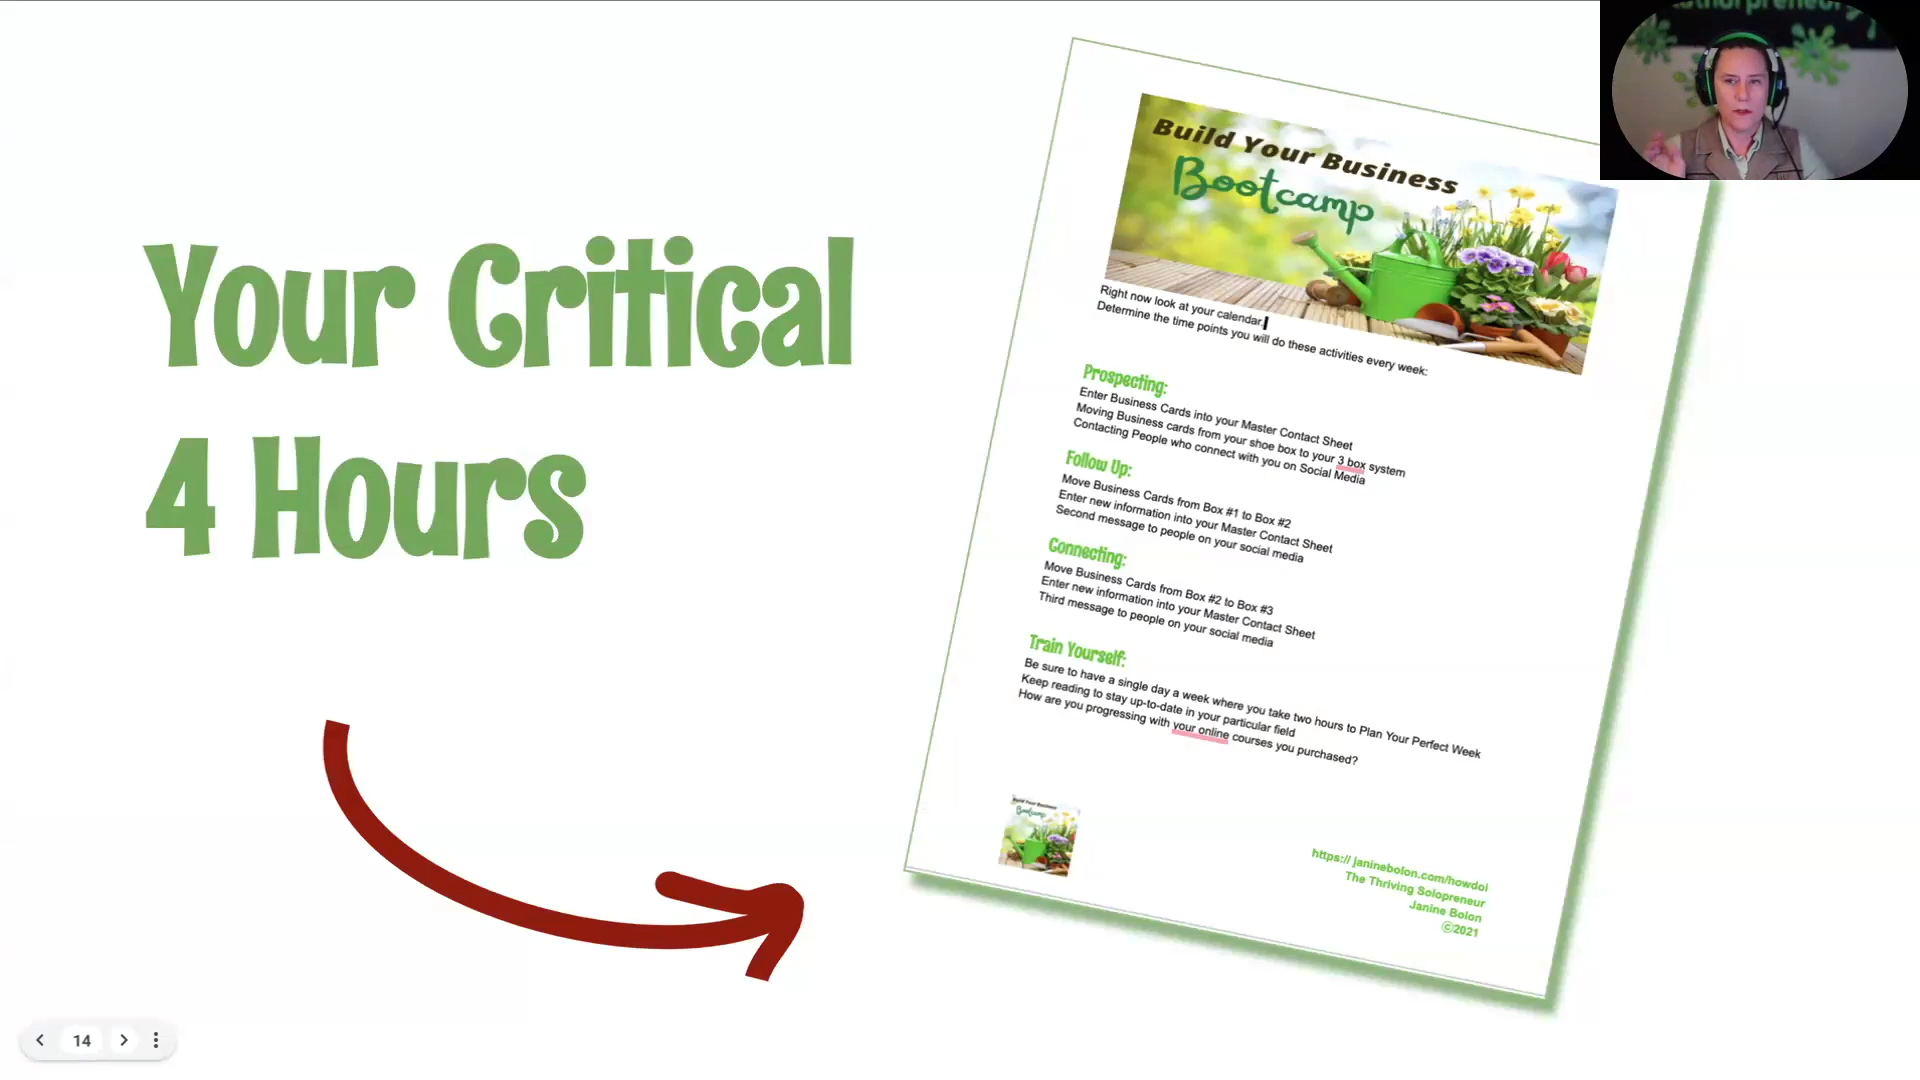 Your Critical
4 Hours
Build Your Business
Bootcamp
Right now look at your calendar.
Determine the time points you will do these activities every week:
Prospecting:
Enter Business Cards into your Master Contact Sheet
Moving Business cards from your shoe box to your 3 box system
Contacting People who connect with you on Social Media
Follow Up:
Move Business Cards from Box #1 to Box #2
Enter new information into your Master Contact Sheet
Second message to people on your social media
Connecting:
Move Business Cards from Box #2 to Box #3
Enter new information into your Master Contact Sheet
Third message to people on your social media
Train Yourself:
Be sure to have a single day a week where you take two hours to Plan Your Perfect Week
Keep reading to stay up-to-date in your particular field
How are you progressing with your online courses you purchased?
Build Your Business
Bootcamp
https:// janinebolon.com/howdoi
The Thriving Solopreneur
Janine Bolon
©2021
14